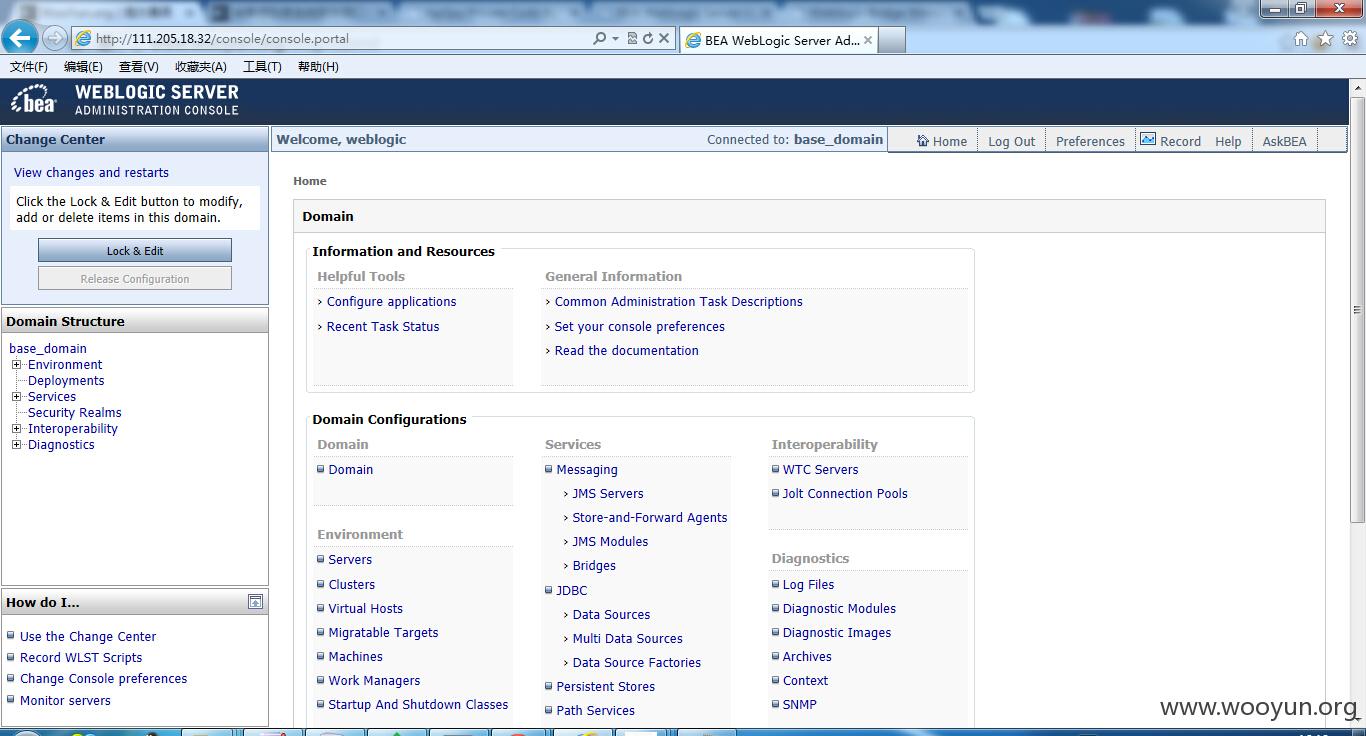 http://111.205.18.32/console/console.portal
BEA WebLogic Server Ad...
文件(F) 编辑(E) 查看(V) 收藏夹(A) 工具(T) 帮助(H)
bea WEBLOGIC SERVER
ADMINISTRATION CONSOLE
Change Center
View changes and restarts
Click the Lock & Edit button to modify,
add or delete items in this domain.
Lock & Edit
Release Configuration
Domain Structure
base_domain
Environment
Deployments
Services
Security Realms
Interoperability
Diagnostics
How do I...
Use the Change Center
Record WLST Scripts
Change Console preferences
Monitor servers
Welcome, weblogic
Connected to: base_domain
Home Log Out Preferences Record Help AskBEA
Home
Domain
Information and Resources
Helpful Tools
Configure applications
Recent Task Status
General Information
Common Administration Task Descriptions
Set your console preferences
Read the documentation
Domain Configurations
Domain
Domain
Environment
Servers
Clusters
Virtual Hosts
Migratable Targets
Machines
Work Managers
Startup And Shutdown Classes
Services
Messaging
JMS Servers
Store-and-Forward Agents
JMS Modules
Bridges
JDBC
Data Sources
Multi Data Sources
Data Source Factories
Persistent Stores
Path Services
Interoperability
WTC Servers
Jolt Connection Pools
Diagnostics
Log Files
Diagnostic Modules
Diagnostic Images
Archives
Context
SNMP
www.wooyun.org